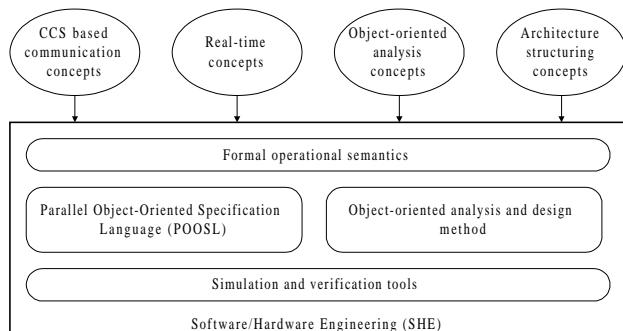 CCS based
communication
concepts
Real-time
concepts
Object-oriented
analysis
concepts
Architecture
structuring
concepts
Formal operational semantics
Parallel Object-Oriented Specification
Language (POOSL)
Object-oriented analysis and design
method
Simulation and verification tools
Software/Hardware Engineering (SHE)